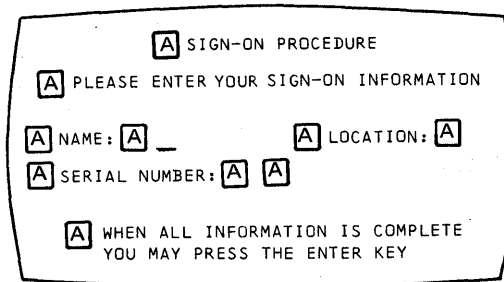 A SIGN-ON PROCEDURE
A PLEASE ENTER YOUR SIGN-ON INFORMATION
A NAME: A _ A LOCATION: A
A SERIAL NUMBER: A A
A WHEN ALL INFORMATION IS COMPLETE
YOU MAY PRESS THE ENTER KEY